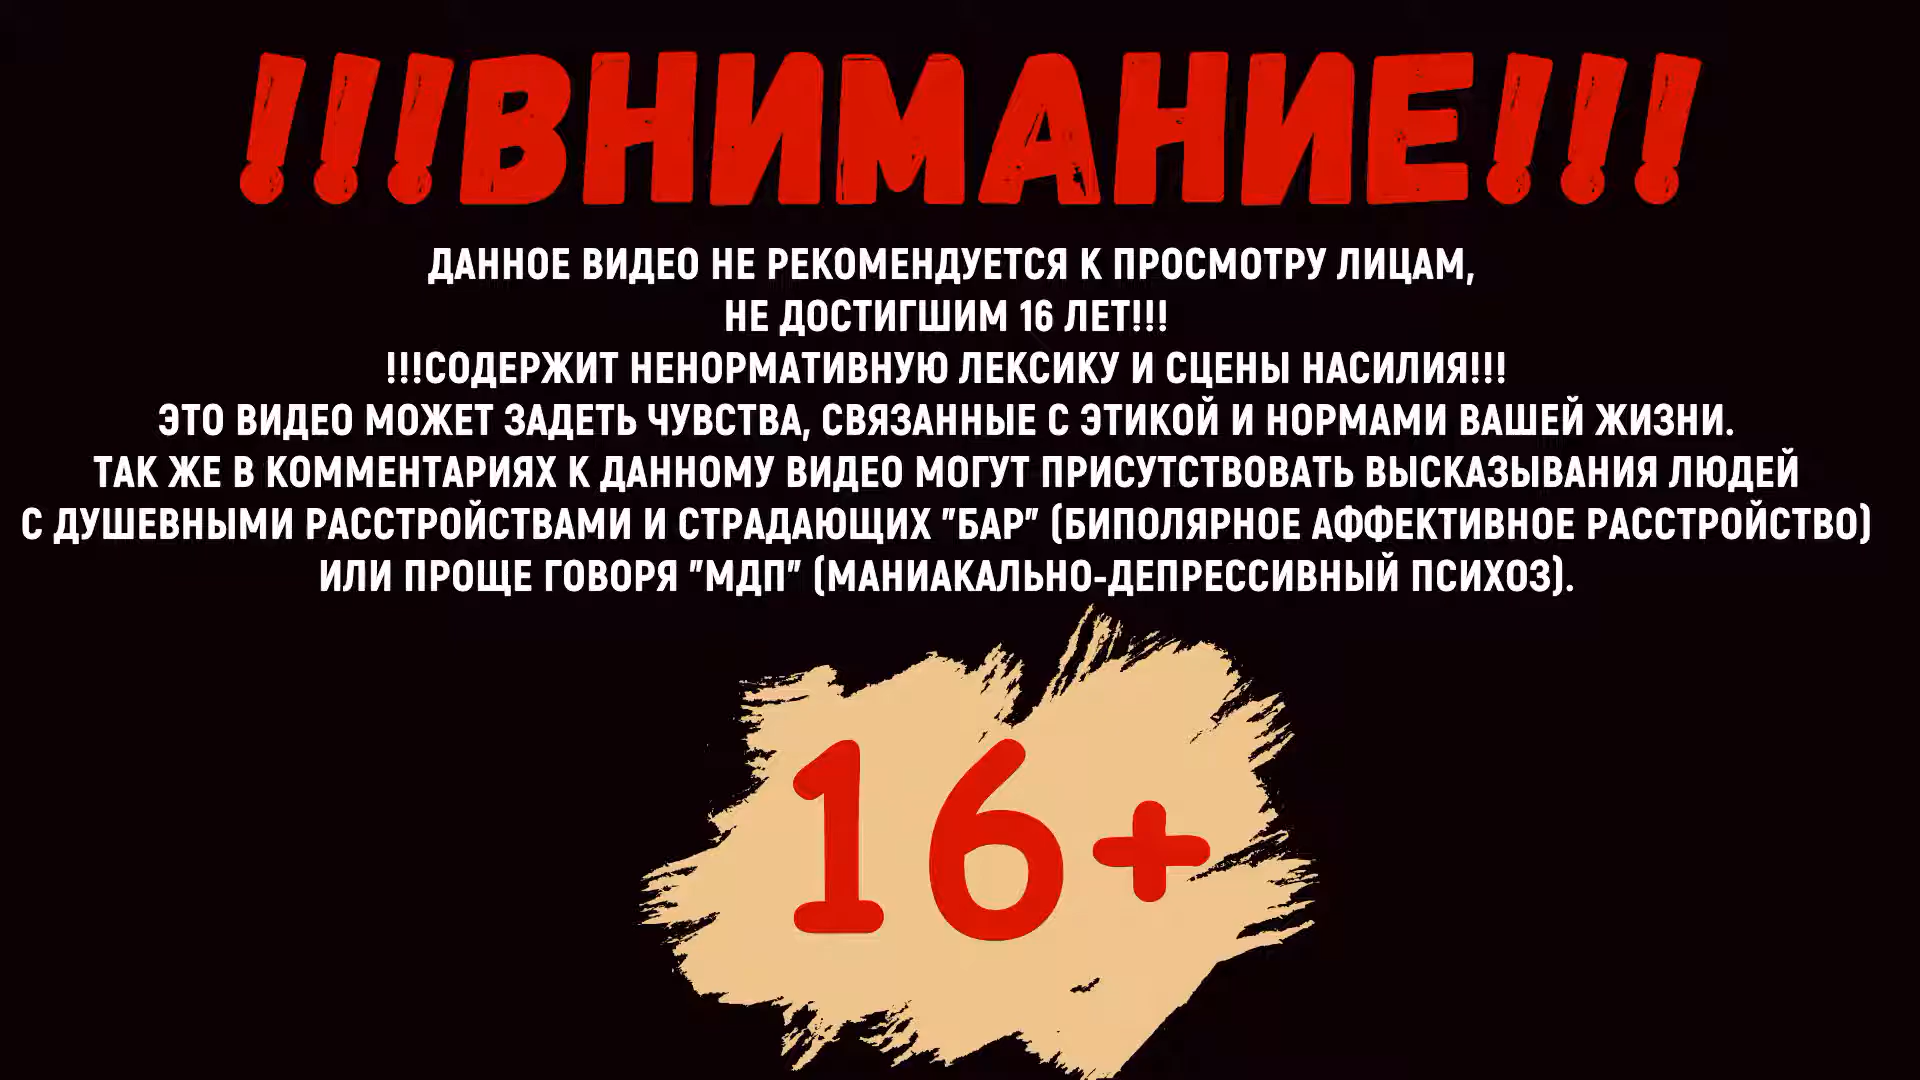 !!!ВНИМАНИЕ!!!
ДАННОЕ ВИДЕО НЕ РЕКОМЕНДУЕТСЯ К ПРОСМОТРУ ЛИЦАМ,
НЕ ДОСТИГШИМ 16 ЛЕТ!!!
!!!СОДЕРЖИТ НЕНОРМАТИВНУЮ ЛЕКСИКУ И СЦЕНЫ НАСИЛИЯ!!!
ЭТО ВИДЕО МОЖЕТ ЗАДЕТЬ ЧУВСТВА, СВЯЗАННЫЕ С ЭТИКОЙ И НОРМАМИ ВАШЕЙ ЖИЗНИ.
ТАК ЖЕ В КОММЕНТАРИЯХ К ДАННОМУ ВИДЕО МОГУТ ПРИСУТСТВОВАТЬ ВЫСКАЗЫВАНИЯ ЛЮДЕЙ
С ДУШЕВНЫМИ РАССТРОЙСТВАМИ И СТРАДАЮЩИХ "БАР" (БИПОЛЯРНОЕ АФФЕКТИВНОЕ РАССТРОЙСТВО)
ИЛИ ПРОЩЕ ГОВОРЯ "МДП" (МАНИАКАЛЬНО-ДЕПРЕССИВНЫЙ ПСИХОЗ).
16+